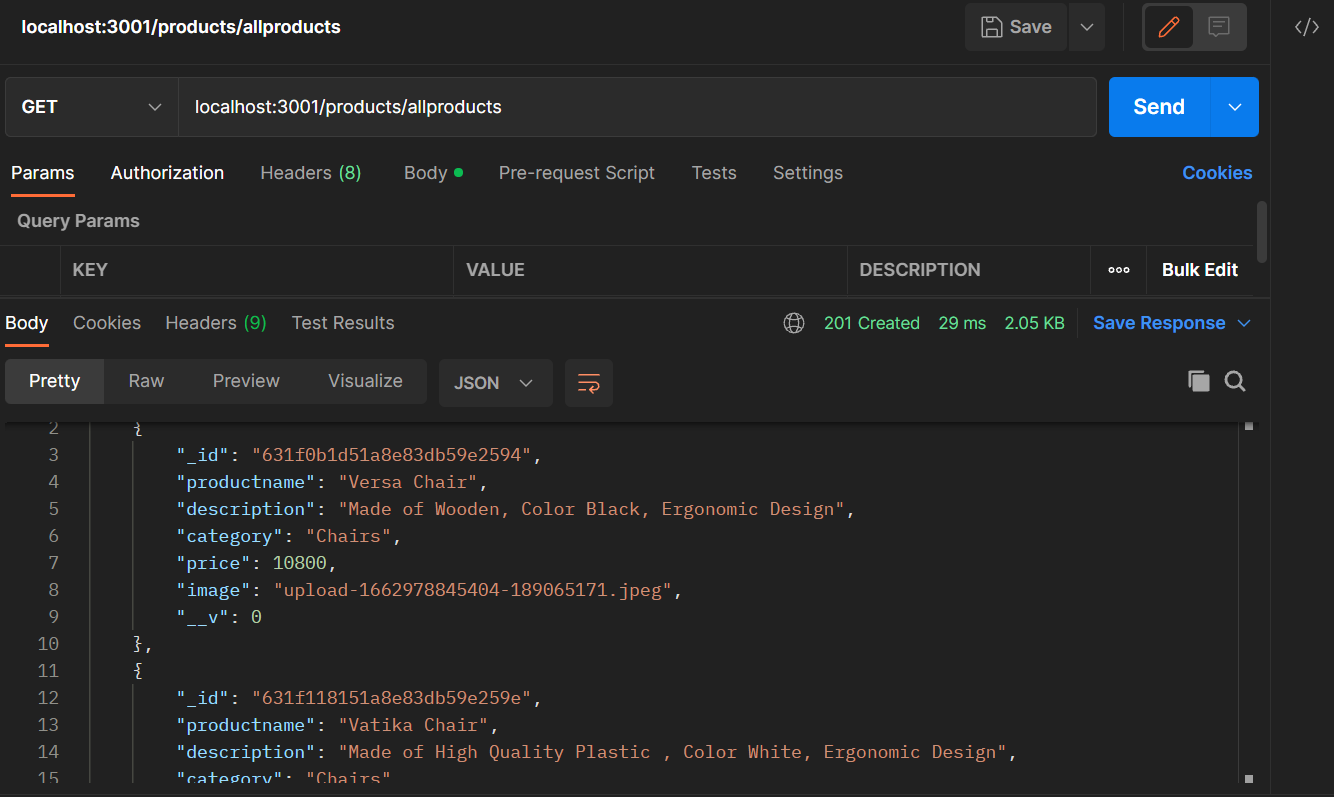 localhost:3001/products/allproducts
Save
GET localhost:3001/products/allproducts Send
Params Authorization Headers (8) Body Pre-request Script Tests Settings Cookies
Query Params
KEY VALUE DESCRIPTION Bulk Edit
Body Cookies Headers (9) Test Results 201 Created 29 ms 2.05 KB Save Response
Pretty Raw Preview Visualize JSON
2 {
3 "_id": "631f0b1d51a8e83db59e2594",
4 "productname": "Versa Chair",
5 "description": "Made of Wooden, Color Black, Ergonomic Design",
6 "category": "Chairs",
7 "price": 10800,
8 "image": "upload-1662978845404-189065171.jpeg",
9 "__v": 0
10 },
11 {
12 "_id": "631f118151a8e83db59e259e",
13 "productname": "Vatika Chair",
14 "description": "Made of High Quality Plastic , Color White, Ergonomic Design",
15 "category": "Chairs"